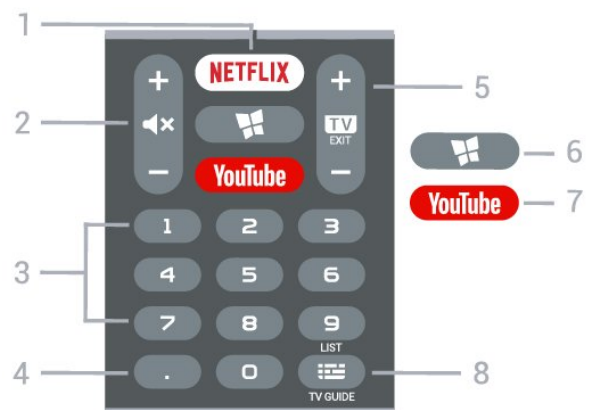 1
NETFLIX
+ +
5
2
TV
EXIT
6
- -
YouTube
YouTube
7
1 2 3
3
4 5 6
7 8 9
LIST
4
. 0
8
TV GUIDE